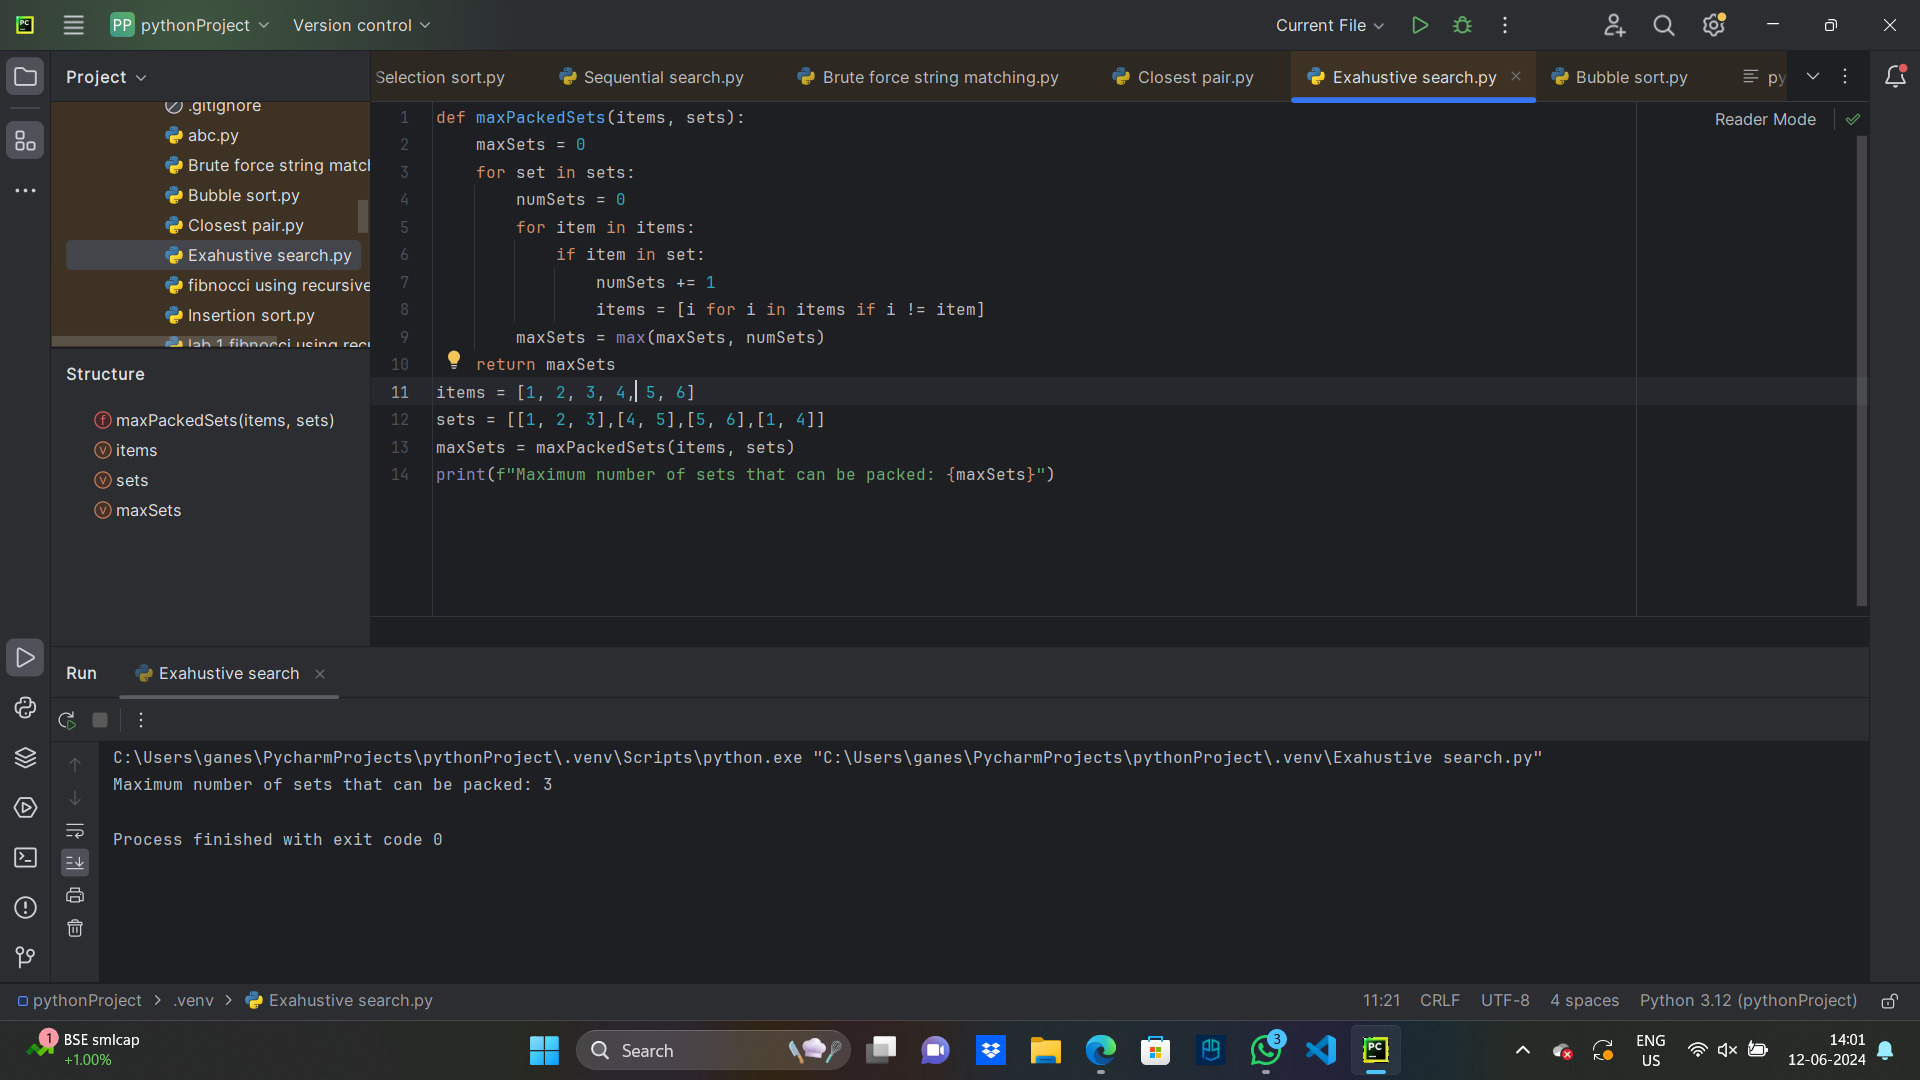 PC
PP pythonProject
Version control
Current File
Project
Selection sort.py
Sequential search.py
Brute force string matching.py
Closest pair.py
Exahustive search.py
Bubble sort.py
py
.gitignore
abc.py
Brute force string match
Bubble sort.py
Closest pair.py
Exahustive search.py
fibnocci using recursive
Insertion sort.py
lab 1 fibnocci using recu
Structure
f maxPackedSets(items, sets)
v items
v sets
v maxSets
Reader Mode
1 def maxPackedSets(items, sets):
2 maxSets = 0
3 for set in sets:
4 numSets = 0
5 for item in items:
6 if item in set:
7 numSets += 1
8 items = [i for i in items if i != item]
9 maxSets = max(maxSets, numSets)
10 return maxSets
11 items = [1, 2, 3, 4, 5, 6]
12 sets = [[1, 2, 3],[4, 5],[5, 6],[1, 4]]
13 maxSets = maxPackedSets(items, sets)
14 print(f"Maximum number of sets that can be packed: {maxSets}")
Run
Exahustive search
C:\Users\ganes\PycharmProjects\pythonProject\.venv\Scripts\python.exe "C:\Users\ganes\PycharmProjects\pythonProject\.venv\Exahustive search.py"
Maximum number of sets that can be packed: 3
Process finished with exit code 0
pythonProject > .venv > Exahustive search.py
11:21 CRLF UTF-8 4 spaces Python 3.12 (pythonProject)
1
BSE smlcap
+1.00%
Search
3
PC
ENG
US
14:01
12-06-2024